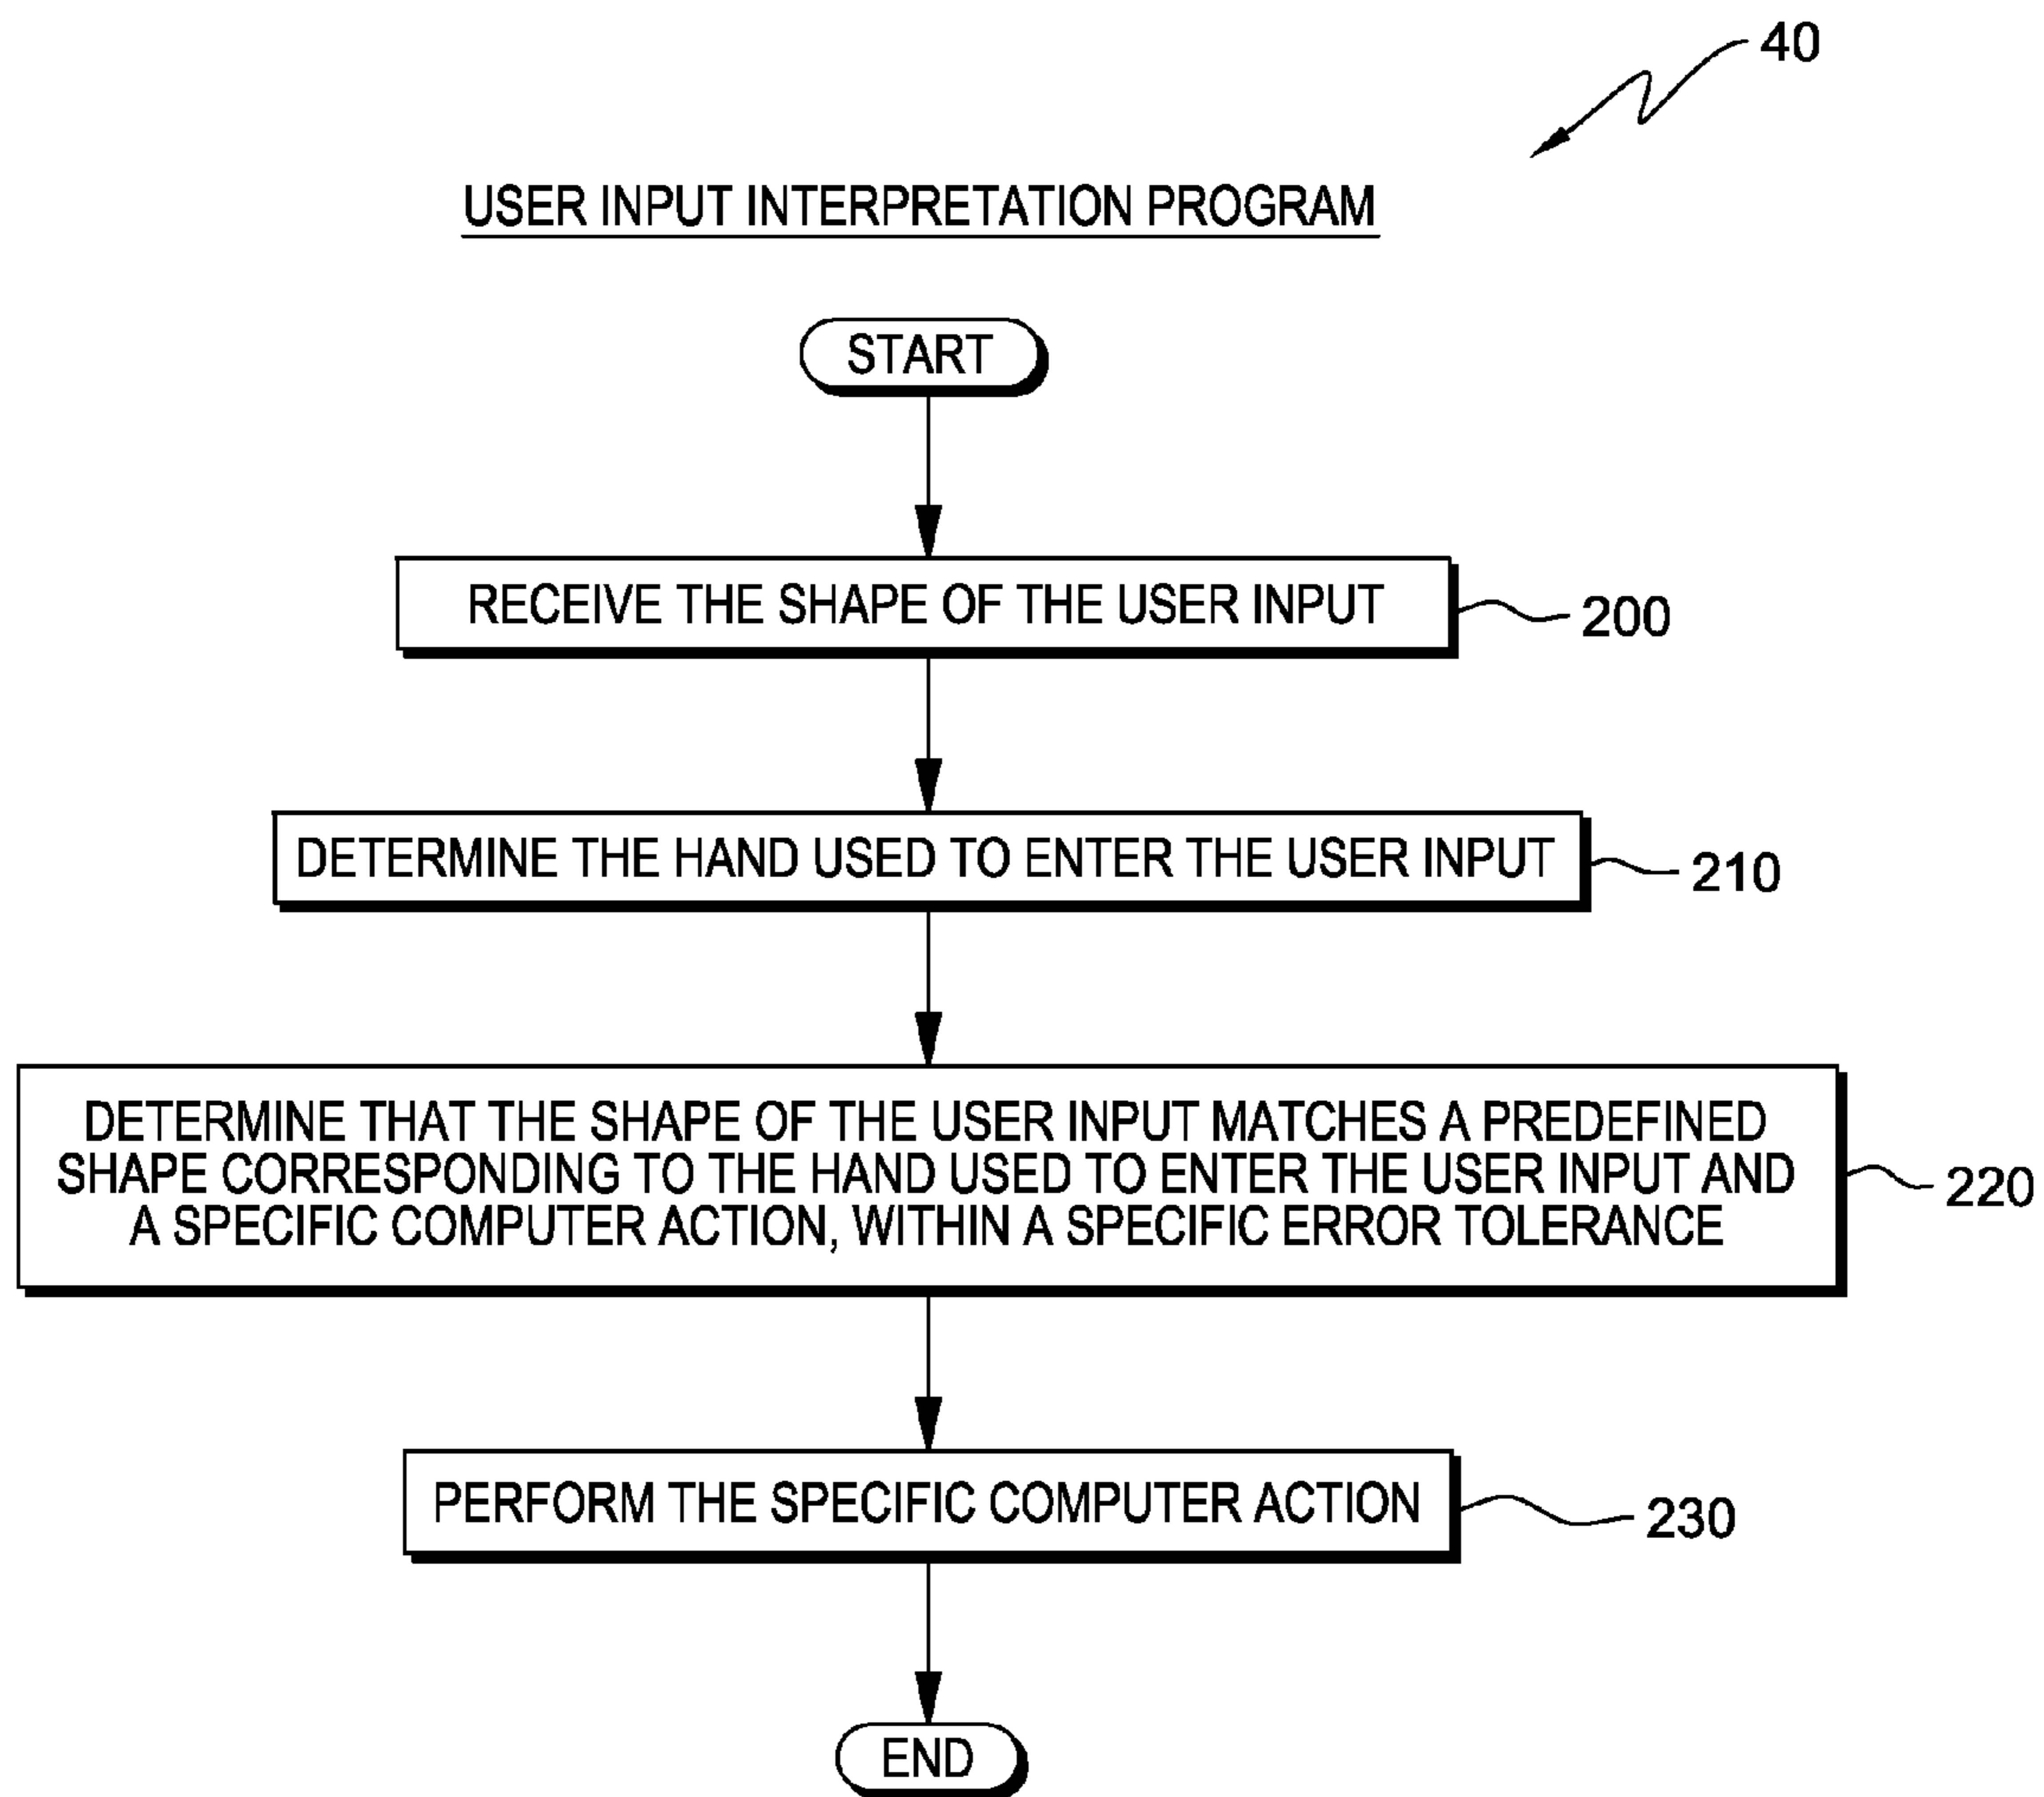 40
USER INPUT INTERPRETATION PROGRAM
START
RECEIVE THE SHAPE OF THE USER INPUT
200
DETERMINE THE HAND USED TO ENTER THE USER INPUT
210
DETERMINE THAT THE SHAPE OF THE USER INPUT MATCHES A PREDEFINED
SHAPE CORRESPONDING TO THE HAND USED TO ENTER THE USER INPUT AND
A SPECIFIC COMPUTER ACTION, WITHIN A SPECIFIC ERROR TOLERANCE
220
PERFORM THE SPECIFIC COMPUTER ACTION
230
END